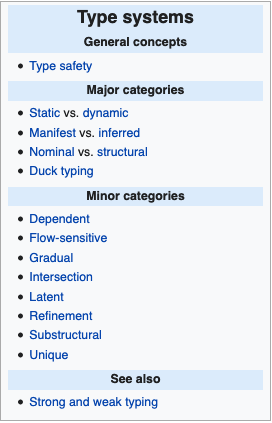 Type systems
General concepts
• Type safety
Major categories
• Static vs. dynamic
• Manifest vs. inferred
• Nominal vs. structural
• Duck typing
Minor categories
• Dependent
• Flow-sensitive
• Gradual
• Intersection
• Latent
• Refinement
• Substructural
• Unique
See also
• Strong and weak typing